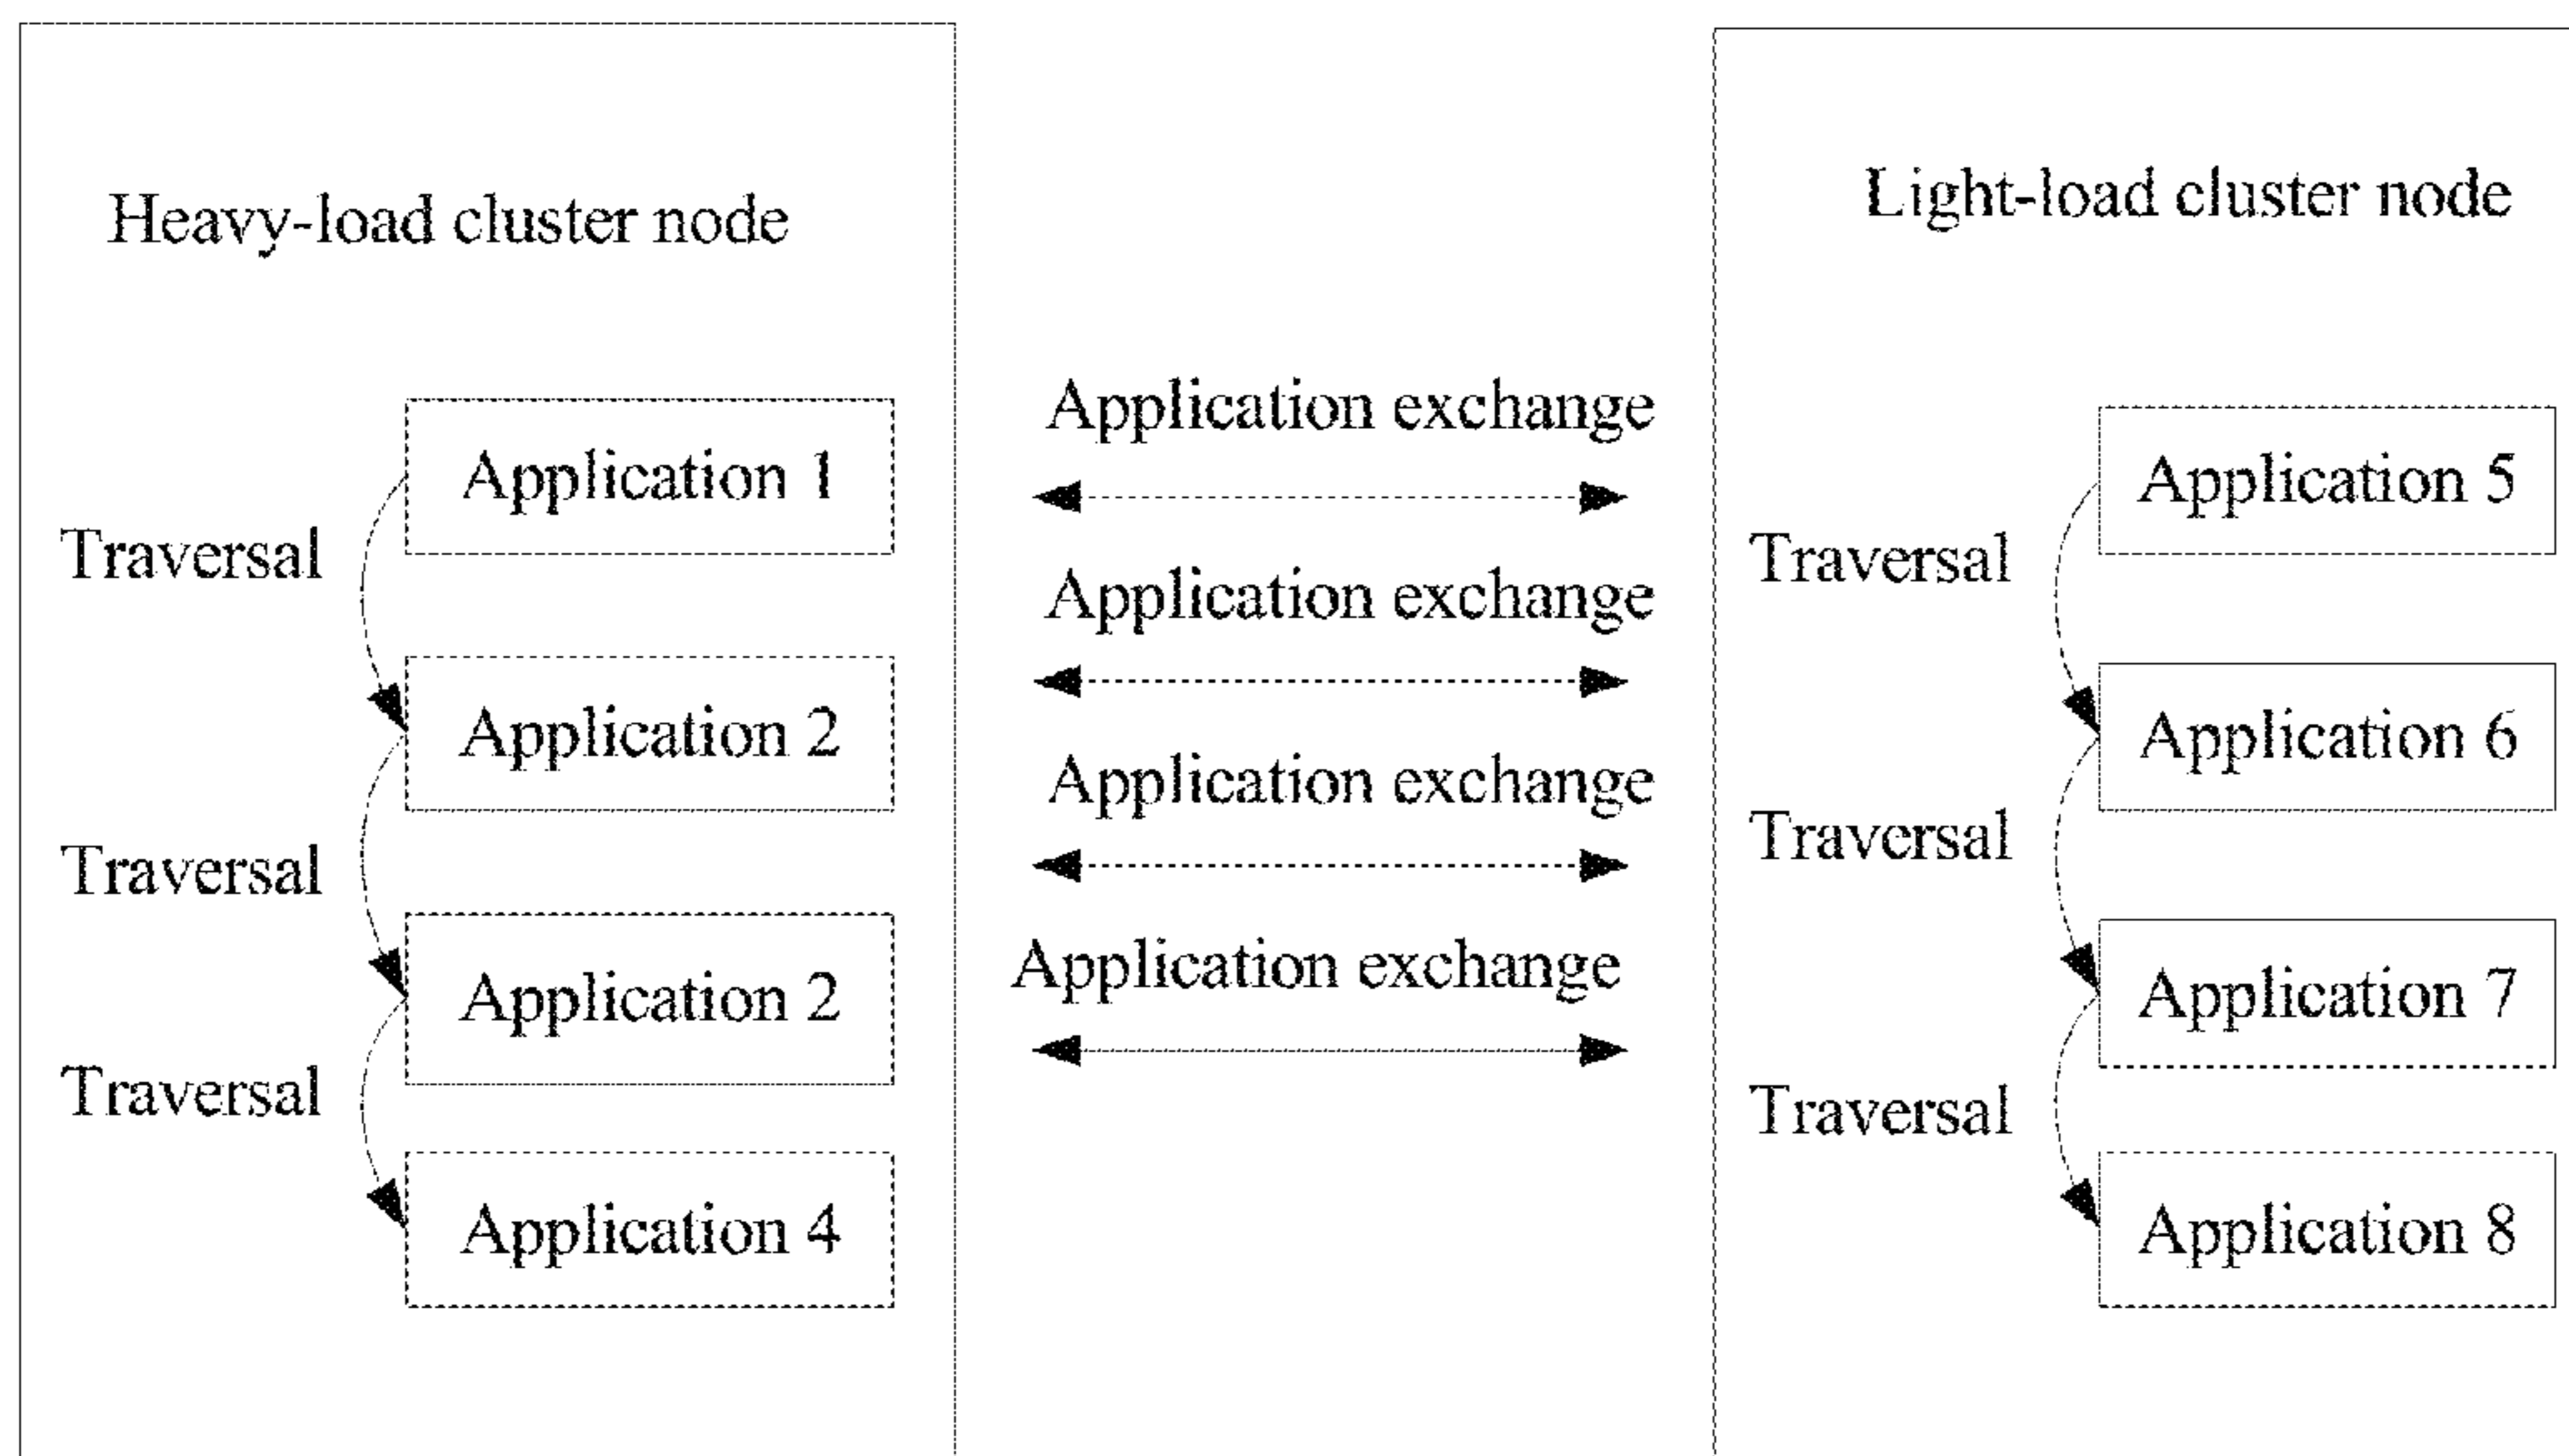 Heavy-load cluster node
Application 1
Traversal
Application 2
Traversal
Application 2
Traversal
Application 4
Application exchange
Application exchange
Application exchange
Application exchange
Light-load cluster node
Application 5
Traversal
Application 6
Traversal
Application 7
Traversal
Application 8